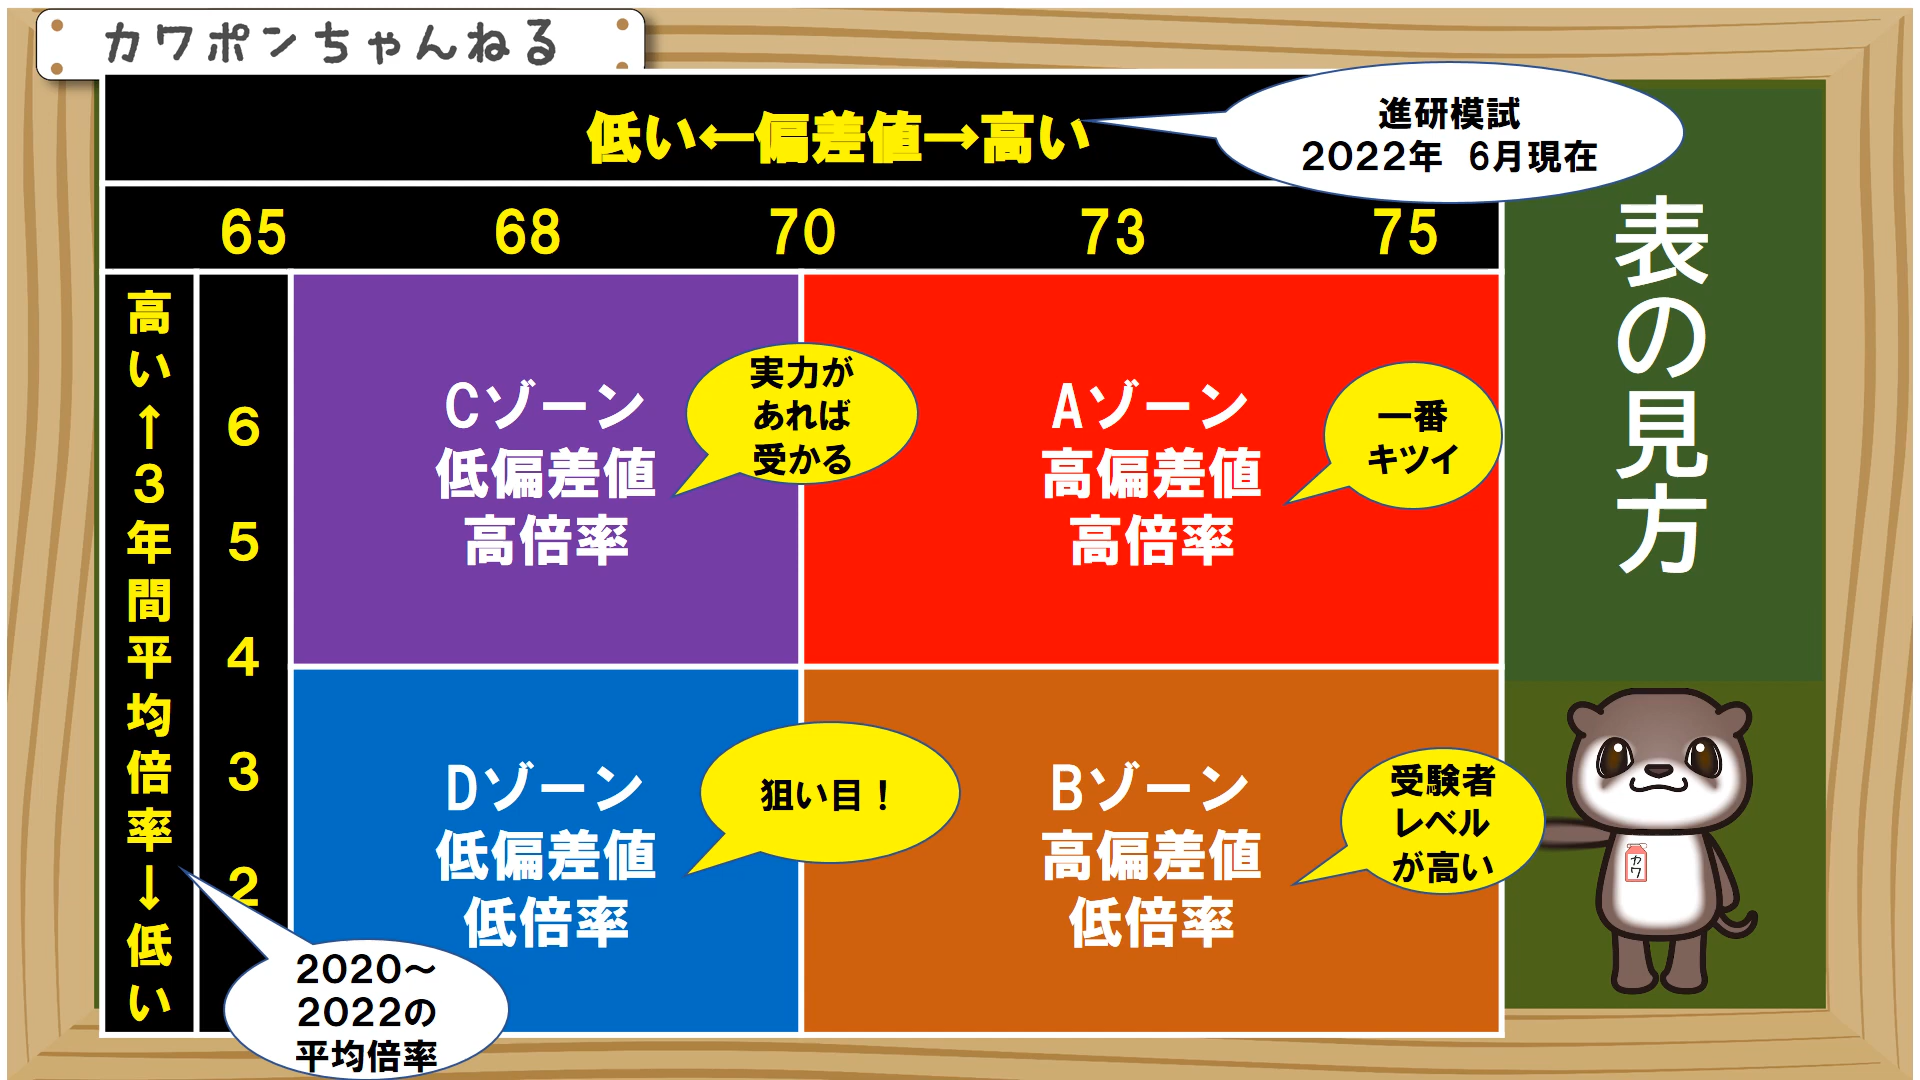 カワポンちゃんねる
低い←偏差値→高い
進研模試
2022年 6月現在
65 68 70 73 75
表の見方
高い↑3年間平均倍率↓低い
6
5
4
3
2
Cゾーン
低偏差値
高倍率
実力が
あれば
受かる
Aゾーン
高偏差値
高倍率
一番
キツイ
Dゾーン
低偏差値
低倍率
狙い目！
Bゾーン
高偏差値
低倍率
受験者
レベル
が高い
2020～
2022の
平均倍率
カワ